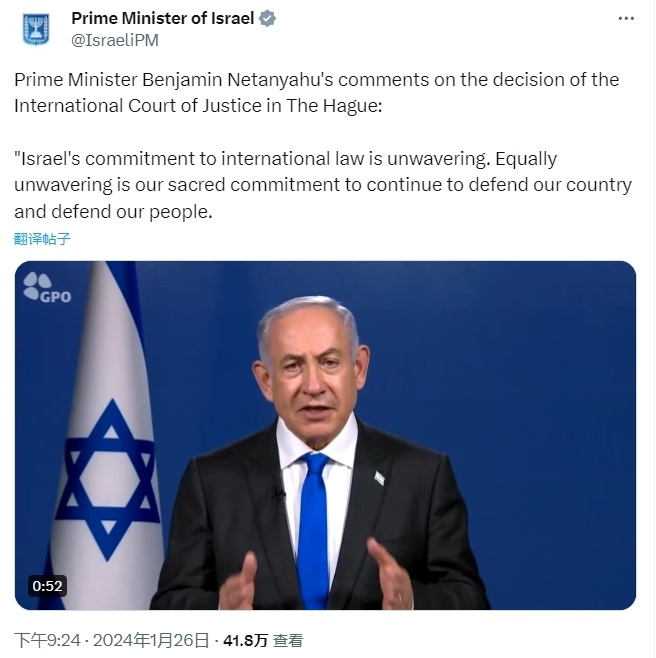 Prime Minister of Israel
@IsraeliPM
Prime Minister Benjamin Netanyahu's comments on the decision of the
International Court of Justice in The Hague:
"Israel's commitment to international law is unwavering. Equally
unwavering is our sacred commitment to continue to defend our country
and defend our people.
翻译帖子
GPO
0:52
下午9:24 · 2024年1月26日 · 41.8万 查看